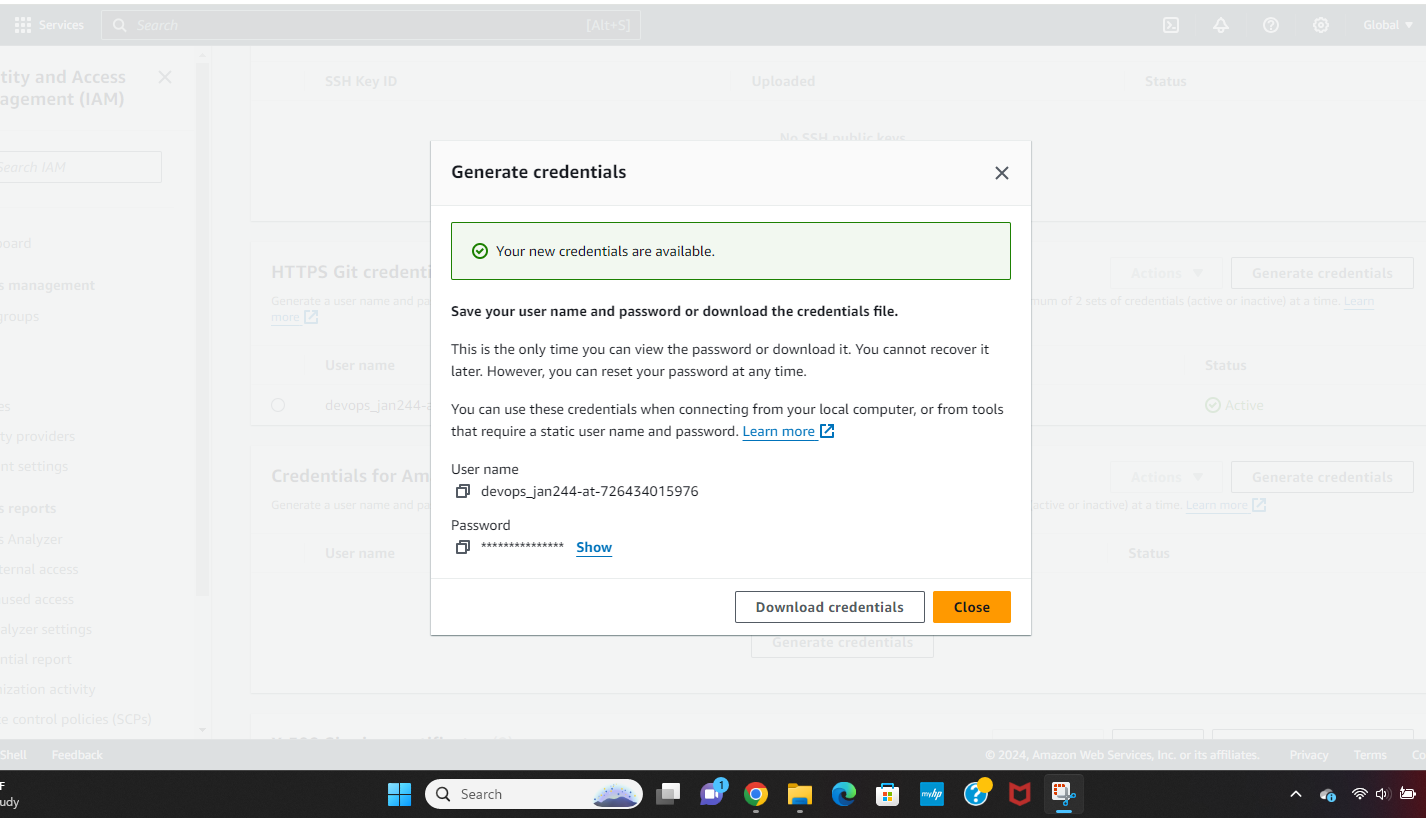 Services
Search
[Alt+S]
Global
tity and Access
agement (IAM)
Search IAM
oard
s management
groups
es
ty providers
nt settings
s reports
s Analyzer
ternal access
used access
alyzer settings
ntial report
ization activity
e control policies (SCPs)
SSH Key ID
Uploaded
Status
No SSH public keys
HTTPS Git credenti
Actions
Generate credentials
Generate a user name and pa
mum of 2 sets of credentials (active or inactive) at a time. Learn
more
User name
Status
devops_jan244-a
Active
Credentials for Am
Actions
Generate credentials
Generate a user name and pa
active or inactive) at a time. Learn more
User name
Status
Generate credentials
Generate credentials
Your new credentials are available.
Save your user name and password or download the credentials file.
This is the only time you can view the password or download it. You cannot recover it
later. However, you can reset your password at any time.
You can use these credentials when connecting from your local computer, or from tools
that require a static user name and password. Learn more
User name
devops_jan244-at-726434015976
Password
*************** Show
Download credentials
Close
Shell
Feedback
© 2024, Amazon Web Services, Inc. or its affiliates.
Privacy
Terms
Co
F
udy
Search
1
myhp